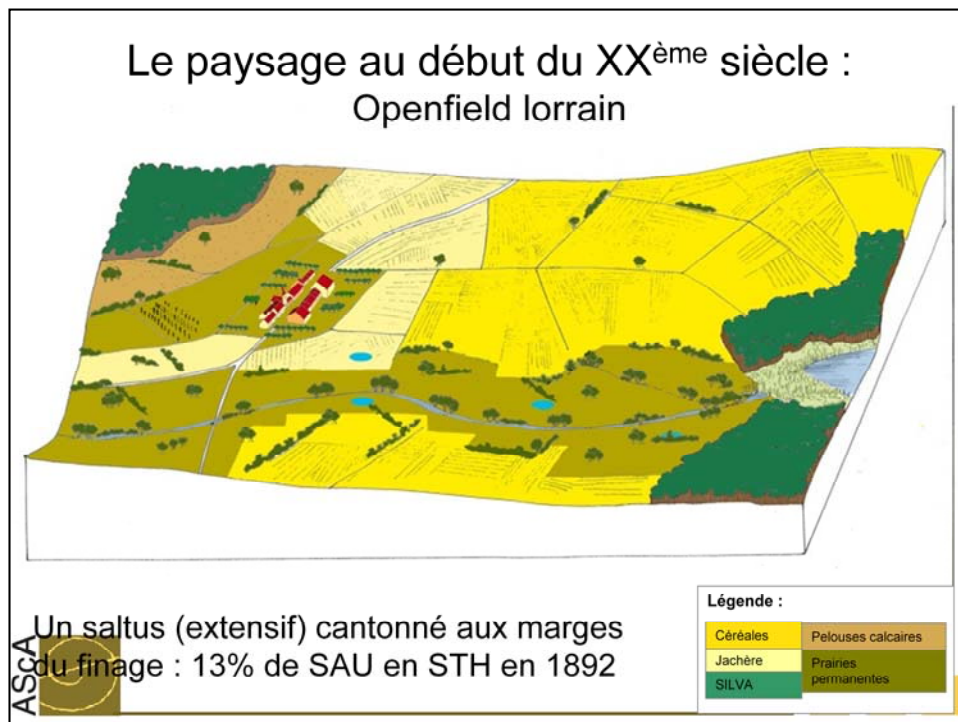 Le paysage au début du XXème siècle :
Openfield lorrain
Un saltus (extensif) cantonné aux marges
du finage : 13% de SAU en STH en 1892
AScA
Légende :
Céréales
Jachère
SILVA
Pelouses calcaires
Prairies
permanentes